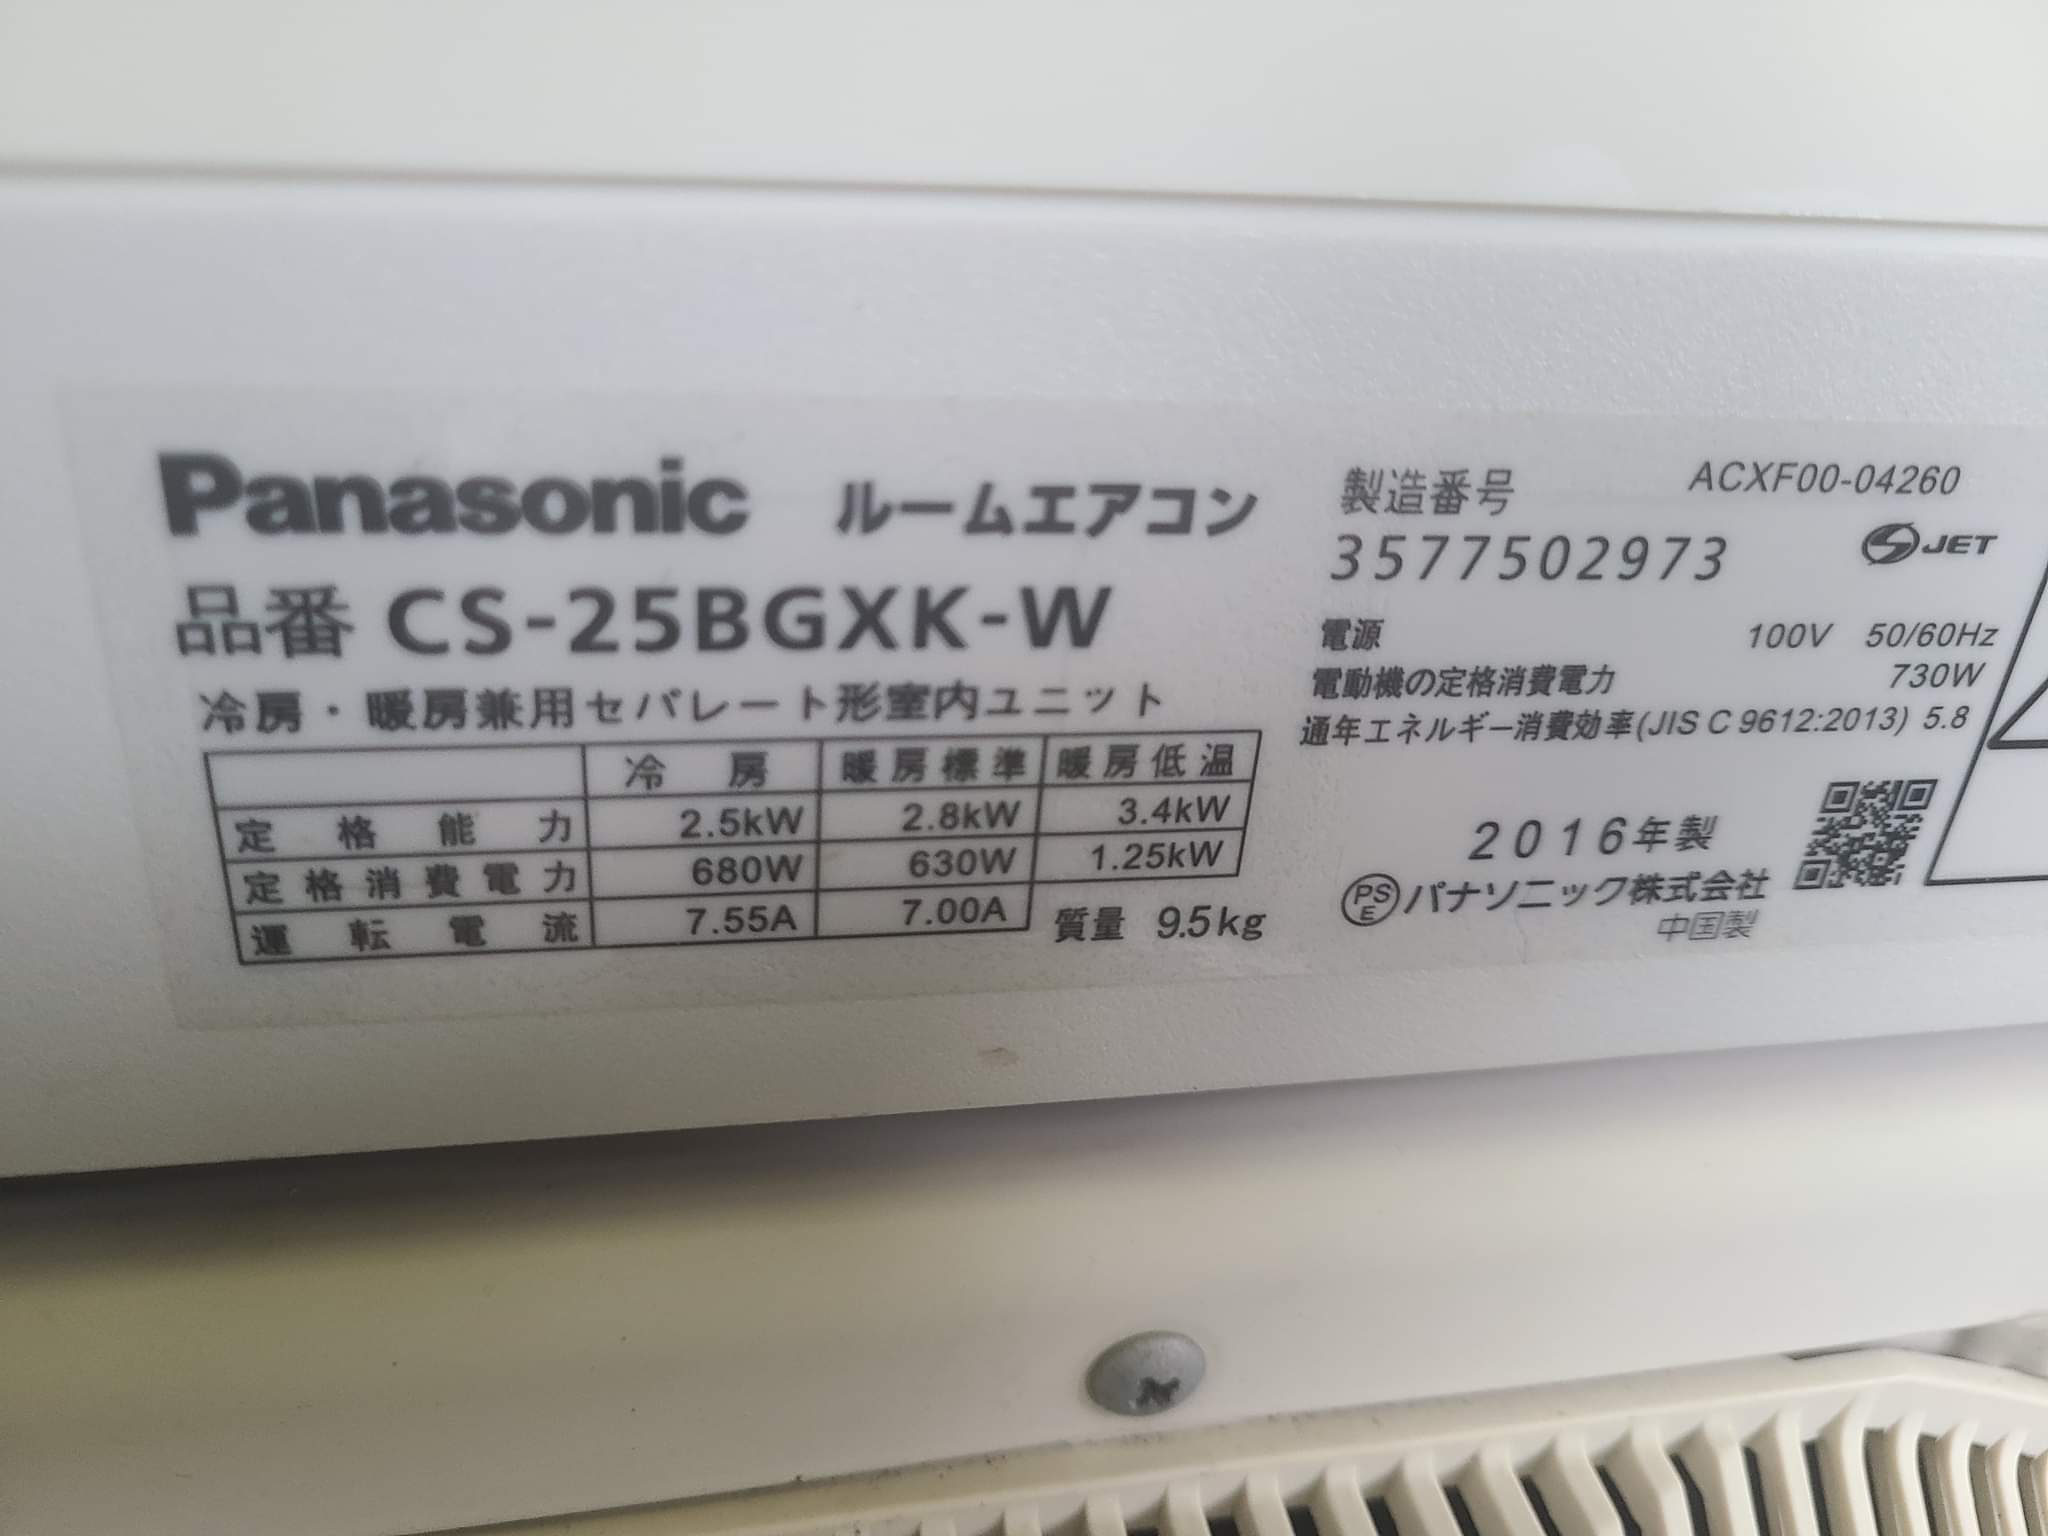 Panasonic ルームエアコン
品番 CS-25BGXK-W
冷房・暖房兼用セパレート形室内ユニット
冷房 暖房標準 暖房低温
定格能力 2.5kW 2.8kW 3.4kW
定格消費電力 680W 630W 1.25kW
運転電流 7.55A 7.00A
質量 9.5kg
製造番号 ACXF00-04260
3577502973
JET
電源 100V 50/60Hz
電動機の定格消費電力 730W
通年エネルギー消費効率(JIS C 9612:2013) 5.8
2016年製
PSE パナソニック株式会社
中国製